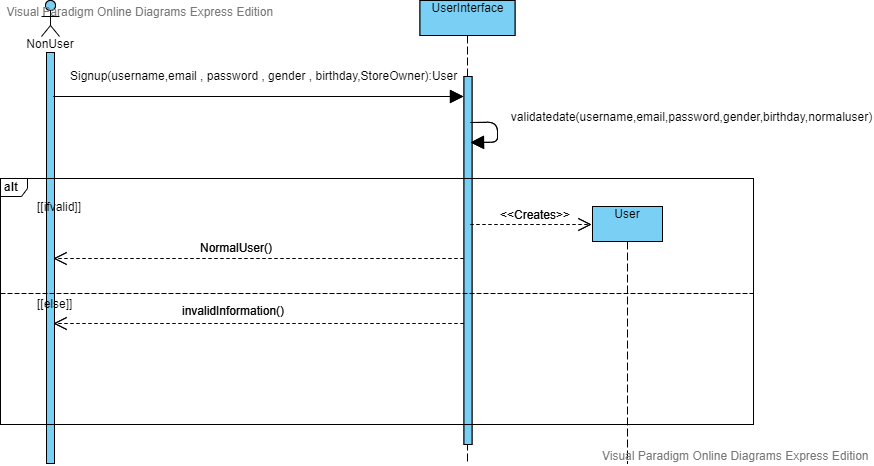 Visual Paradigm Online Diagrams Express Edition
UserInterface
NonUser
Signup(username,email , password , gender , birthday,StoreOwner):User
validatedate(username,email,password,gender,birthday,normaluser)
alt
[[ifvalid]]
<<Creates>>
User
NormalUser()
[[else]]
invalidInformation()
Visual Paradigm Online Diagrams Express Edition